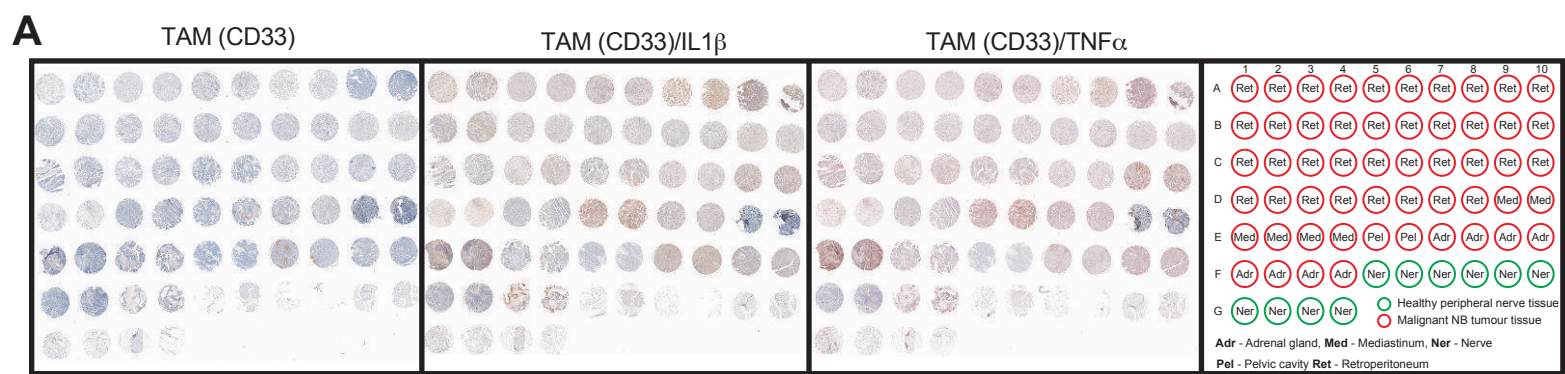 A
TAM (CD33)
TAM (CD33)/IL1β
TAM (CD33)/TNFα
1 2 3 4 5 6 7 8 9 10
A Ret Ret Ret Ret Ret Ret Ret Ret Ret Ret
B Ret Ret Ret Ret Ret Ret Ret Ret Ret Ret
C Ret Ret Ret Ret Ret Ret Ret Ret Ret Ret
D Ret Ret Ret Ret Ret Ret Ret Ret Med Med
E Med Med Med Med Pel Pel Adr Adr Adr Adr
F Adr Adr Adr Adr Ner Ner Ner Ner Ner Ner
G Ner Ner Ner Ner
Healthy peripheral nerve tissue
Malignant NB tumour tissue
Adr - Adrenal gland, Med - Mediastinum, Ner - Nerve
Pel - Pelvic cavity Ret - Retroperitoneum